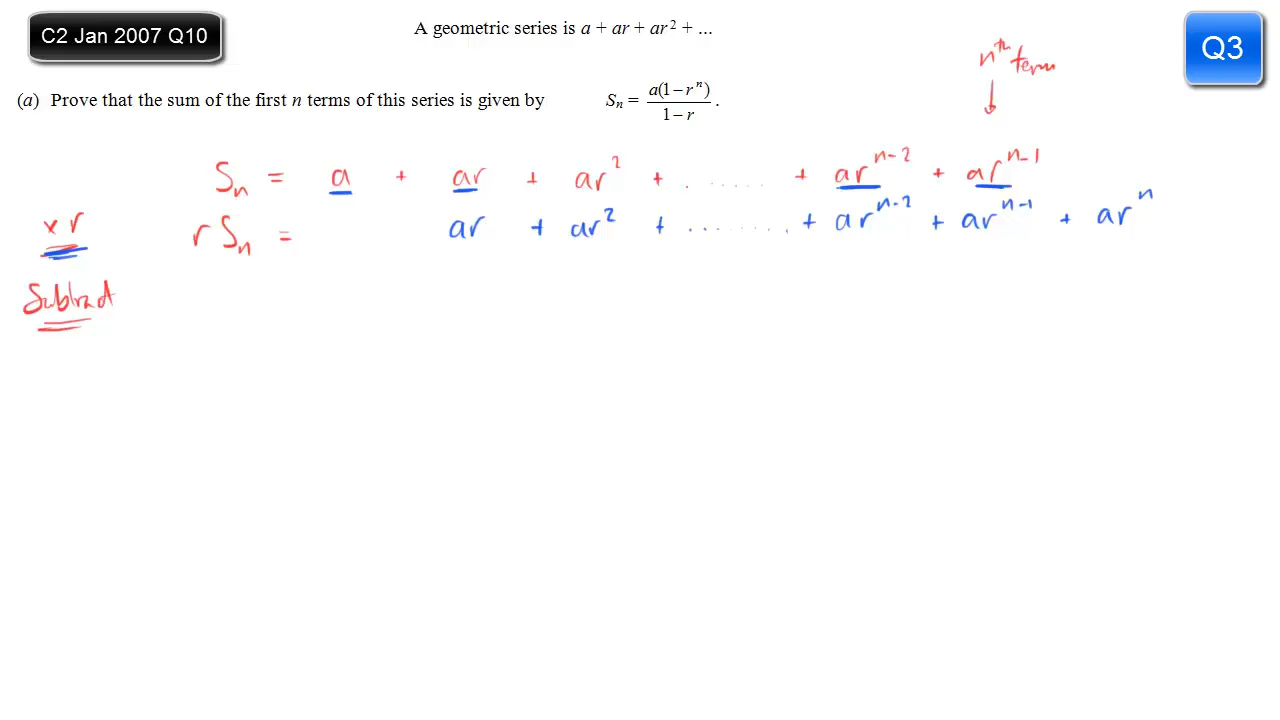 C2 Jan 2007 Q10
A geometric series is a + ar + ar² + ...
Q3
nᵗʰ term
(a) Prove that the sum of the first n terms of this series is given by Sₙ = a(1 − rⁿ) / 1 − r .
Sₙ = a + ar + ar² + ........ + arⁿ⁻² + arⁿ⁻¹
× r
r Sₙ = ar + ar² + ......... + arⁿ⁻² + arⁿ⁻¹ + arⁿ
Subtract